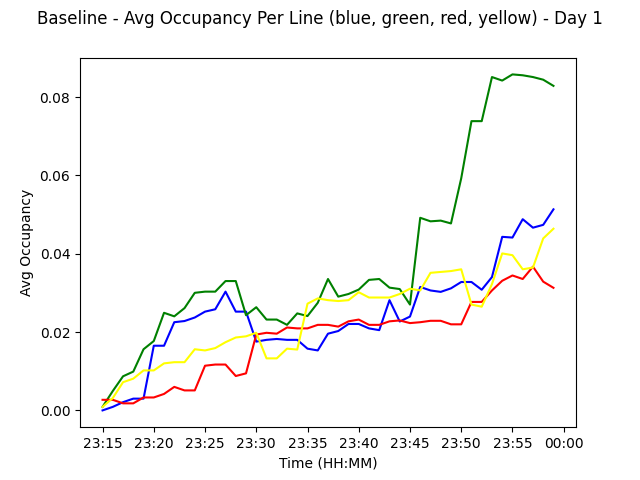 Baseline - Avg Occupancy Per Line (blue, green, red, yellow) - Day 1
Avg Occupancy
0.08
0.06
0.04
0.02
0.00
23:15 23:20 23:25 23:30 23:35 23:40 23:45 23:50 23:55 00:00
Time (HH:MM)